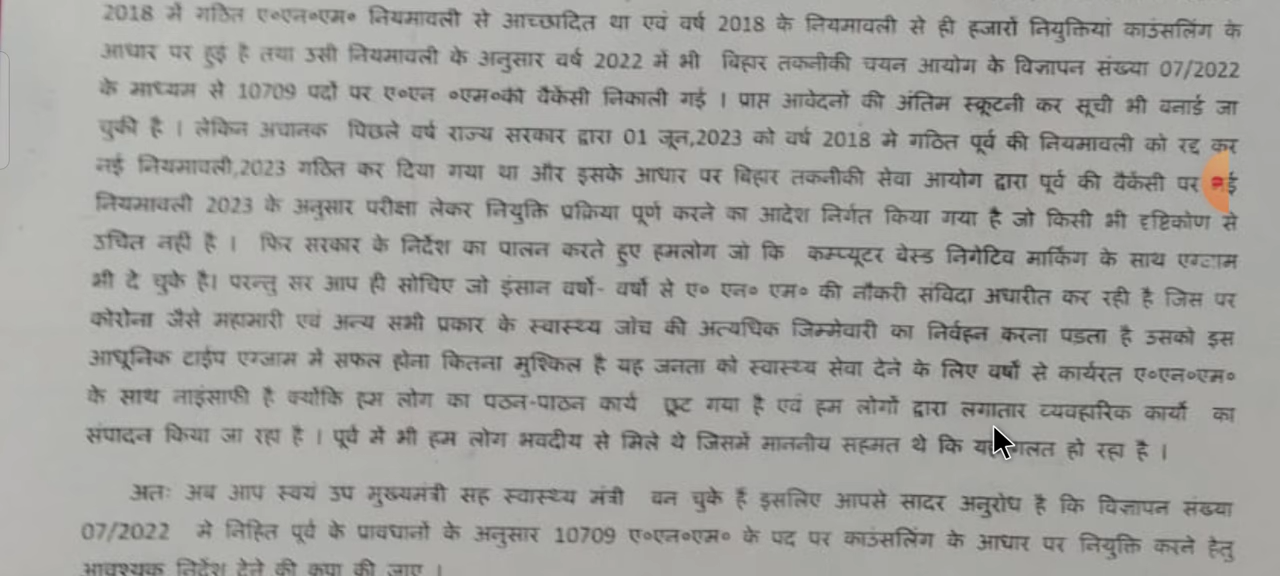 2018 में गठित ए०एन०एम० नियमावली से आच्छादित था एवं वर्ष 2018 के नियमावली से ही हजारों नियुक्तियां काउंसलिंग के
आधार पर हुई है तथा उसी नियमावली के अनुसार वर्ष 2022 में भी बिहार तकनीकी चयन आयोग के विज्ञापन संख्या 07/2022
के माध्यम से 10709 पदों पर ए०एन ०एम०की वैकेंसी निकाली गई । प्राप्त आवेदनों की अंतिम स्क्रूटनी कर सूची भी बनाई जा
चुकी है । लेकिन अचानक पिछले वर्ष राज्य सरकार द्वारा 01 जून,2023 को वर्ष 2018 मे गठित पूर्व की नियमावली को रद्द कर
नई नियमावली,2023 गठित कर दिया गया था और इसके आधार पर बिहार तकनीकी सेवा आयोग द्वारा पूर्व की वैकेंसी पर
नियमावली 2023 के अनुसार परीक्षा लेकर नियुक्ति प्रक्रिया पूर्ण करने का आदेश निर्गत किया गया है जो किसी भी दृष्टिकोण से
उचित नही है । फिर सरकार के निर्देश का पालन करते हुए हमलोग जो कि कम्प्यूटर बेस्ड निगेटिव मार्किंग के साथ एग्जाम
भी दे चुके है। परन्तु सर आप ही सोचिए जो इंसान वर्षो- वर्षो से ए० एन० एम० की नौकरी संविदा अधारीत कर रही है जिस पर
कोरोना जैसे महामारी एवं अन्य सभी प्रकार के स्वास्थ्य जाँच की अत्यधिक जिम्मेवारी का निर्वहन करना पडता है उसको इस
आधूनिक टाईप एग्जाम में सफल होना कितना मुश्किल है यह जनता को स्वास्थ्य सेवा देने के लिए वर्षों से कार्यरत ए०एन०एम०
के साथ नाइंसाफी है क्योंकि हम लोग का पठन-पाठन कार्य छूट गया है एवं हम लोगों द्वारा लगातार व्यवहारिक कार्यों का
संपादन किया जा रहा है । पूर्व में भी हम लोग भवदीय से मिले थे जिसमें माननीय सहमत थे कि यह गलत हो रहा है ।
अतः अब आप स्वयं उप मुख्यमंत्री सह स्वास्थ्य मंत्री बन चुके हैं इसलिए आपसे सादर अनुरोध है कि विज्ञापन संख्या
07/2022 मे निहित पूर्व के प्रावधानों के अनुसार 10709 ए०एन०एम० के पद पर काउंसलिंग के आधार पर नियुक्ति करने हेतु
आवश्यक निर्देश देने की कृपा की जाए ।